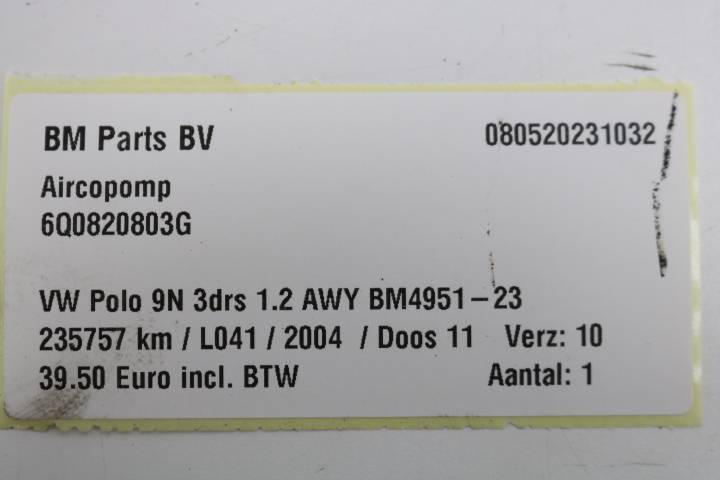 BM Parts BV 080520231032
Aircopomp
6Q0820803G
VW Polo 9N 3drs 1.2 AWY BM4951-23
235757 km / L041 / 2004 / Doos 11 Verz: 10
39.50 Euro incl. BTW Aantal: 1